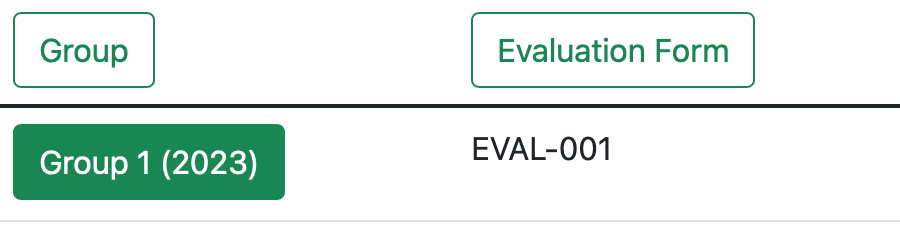 Group
Evaluation Form
Group 1 (2023)
EVAL-001